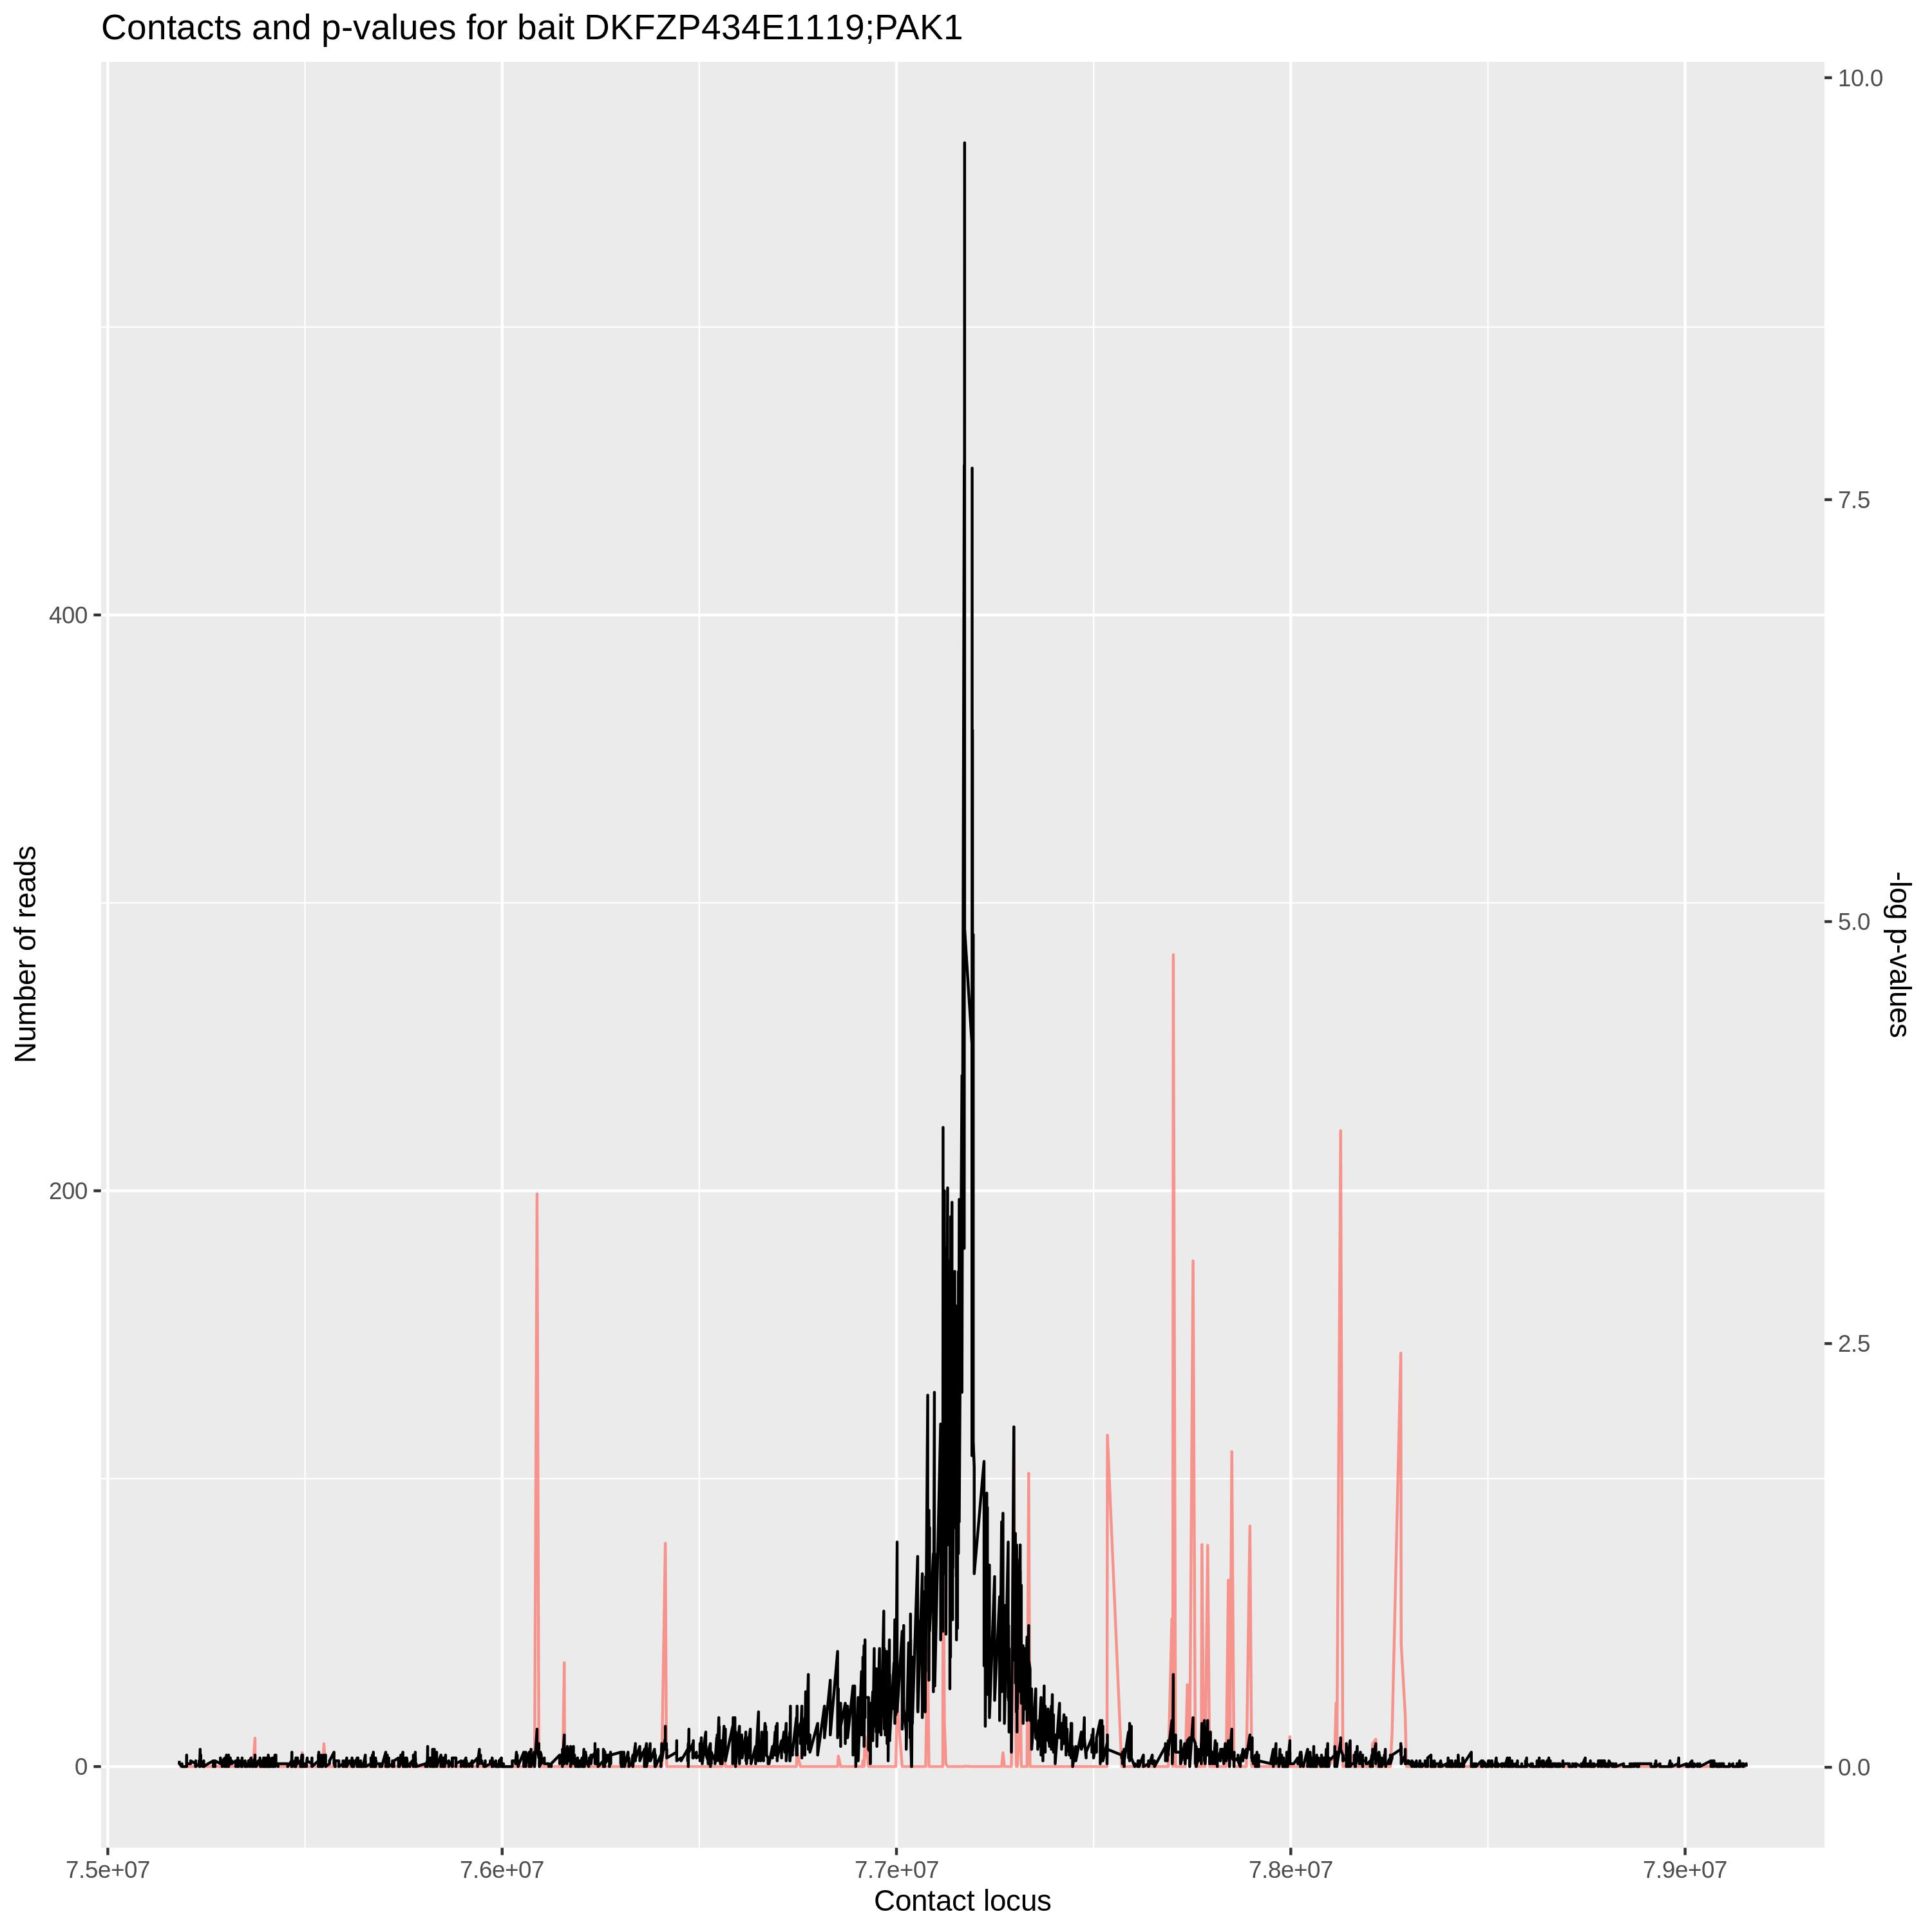 Contacts and p-values for bait DKFZP434E1119;PAK1
10.0
7.5
400
5.0
Number of reads
-log p-values
200
2.5
0
0.0
7.5e+07 7.6e+07 7.7e+07 7.8e+07 7.9e+07
Contact locus